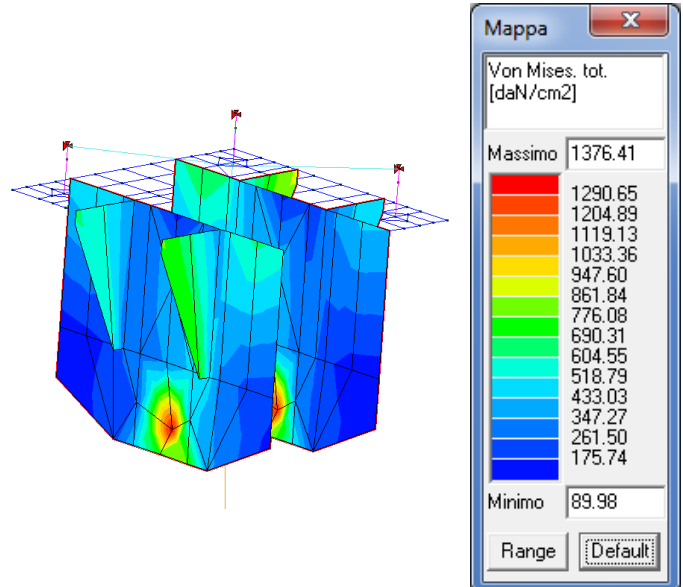 Mappa
Von Mises. tot.
[daN/cm2]
Massimo 1376.41
1290.65
1204.89
1119.13
1033.36
947.60
861.84
776.08
690.31
604.55
518.79
433.03
347.27
261.50
175.74
Minimo 89.98
Range Default